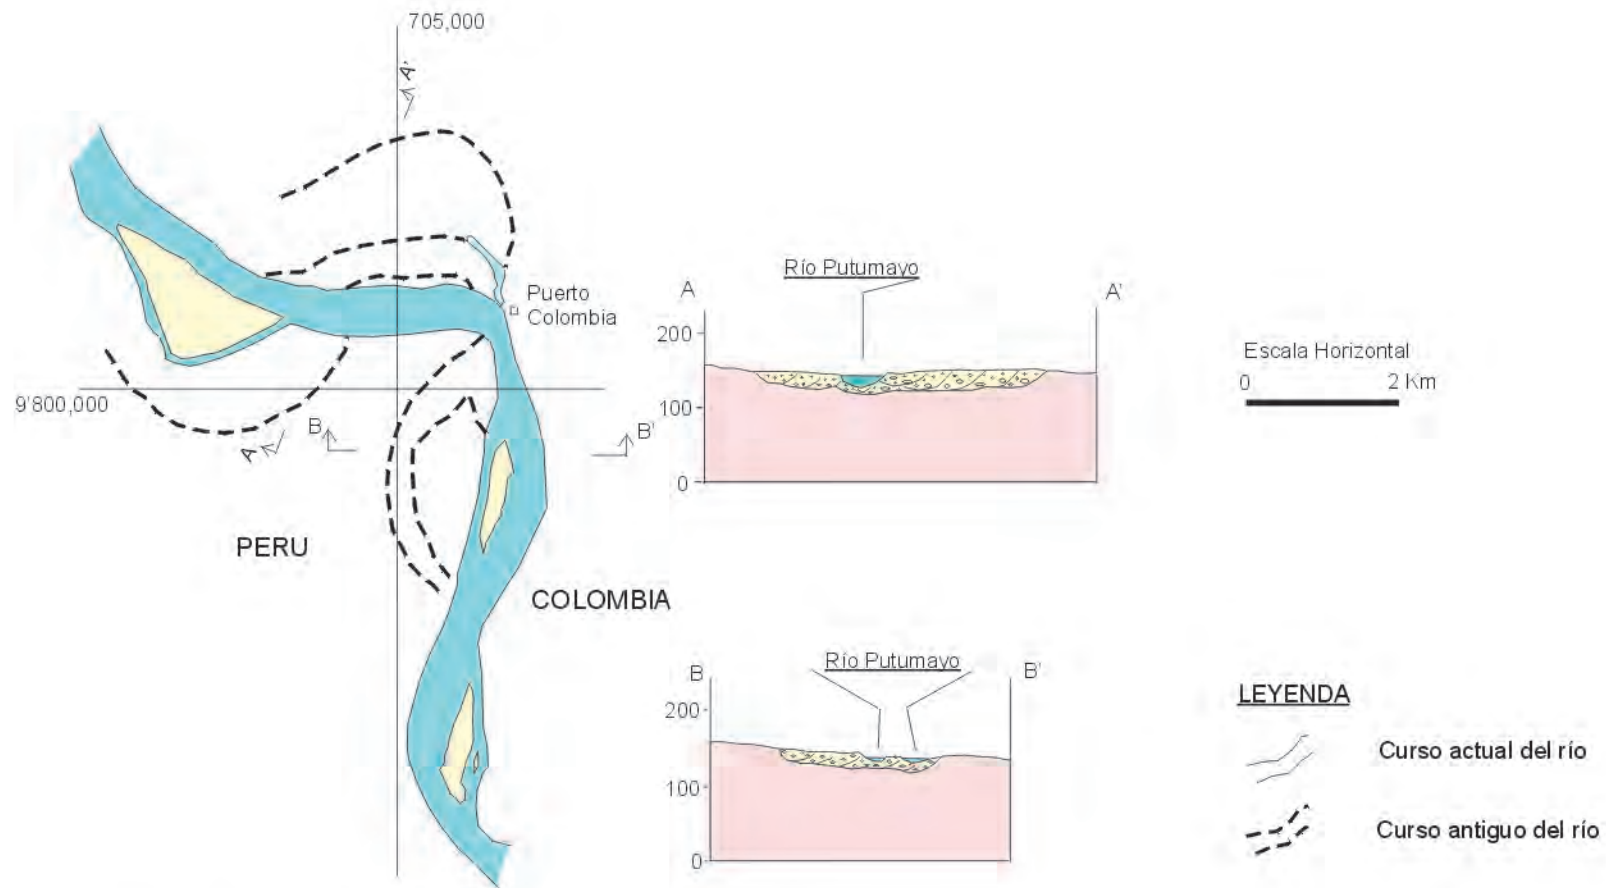 705,000
A'
Puerto
Colombia
9'800,000
A
B
B'
PERU
COLOMBIA
Río Putumayo
A
A'
200
100
0
Escala Horizontal
0 2 Km
Río Putumayo
B
B'
200
100
0
LEYENDA
Curso actual del río
Curso antiguo del río